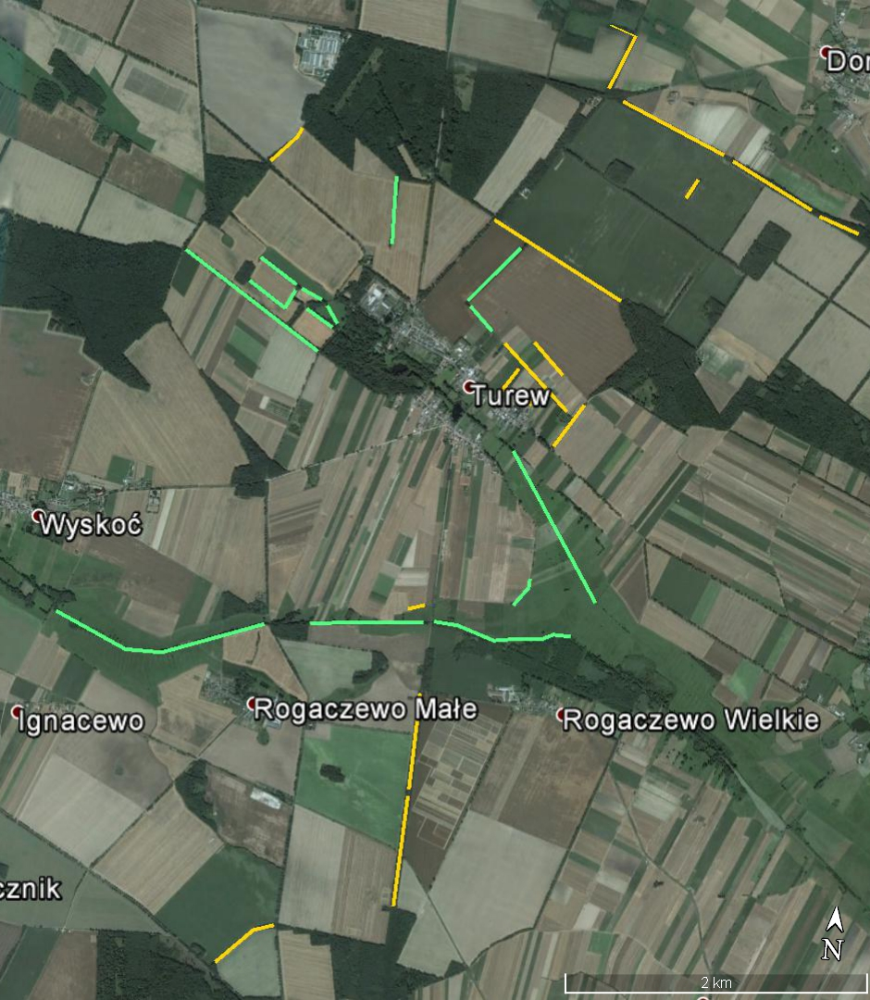 Dor
Turew
Wyskoć
Rogaczewo Małe
Ignacewo
Rogaczewo Wielkie
cznik
N
2 km